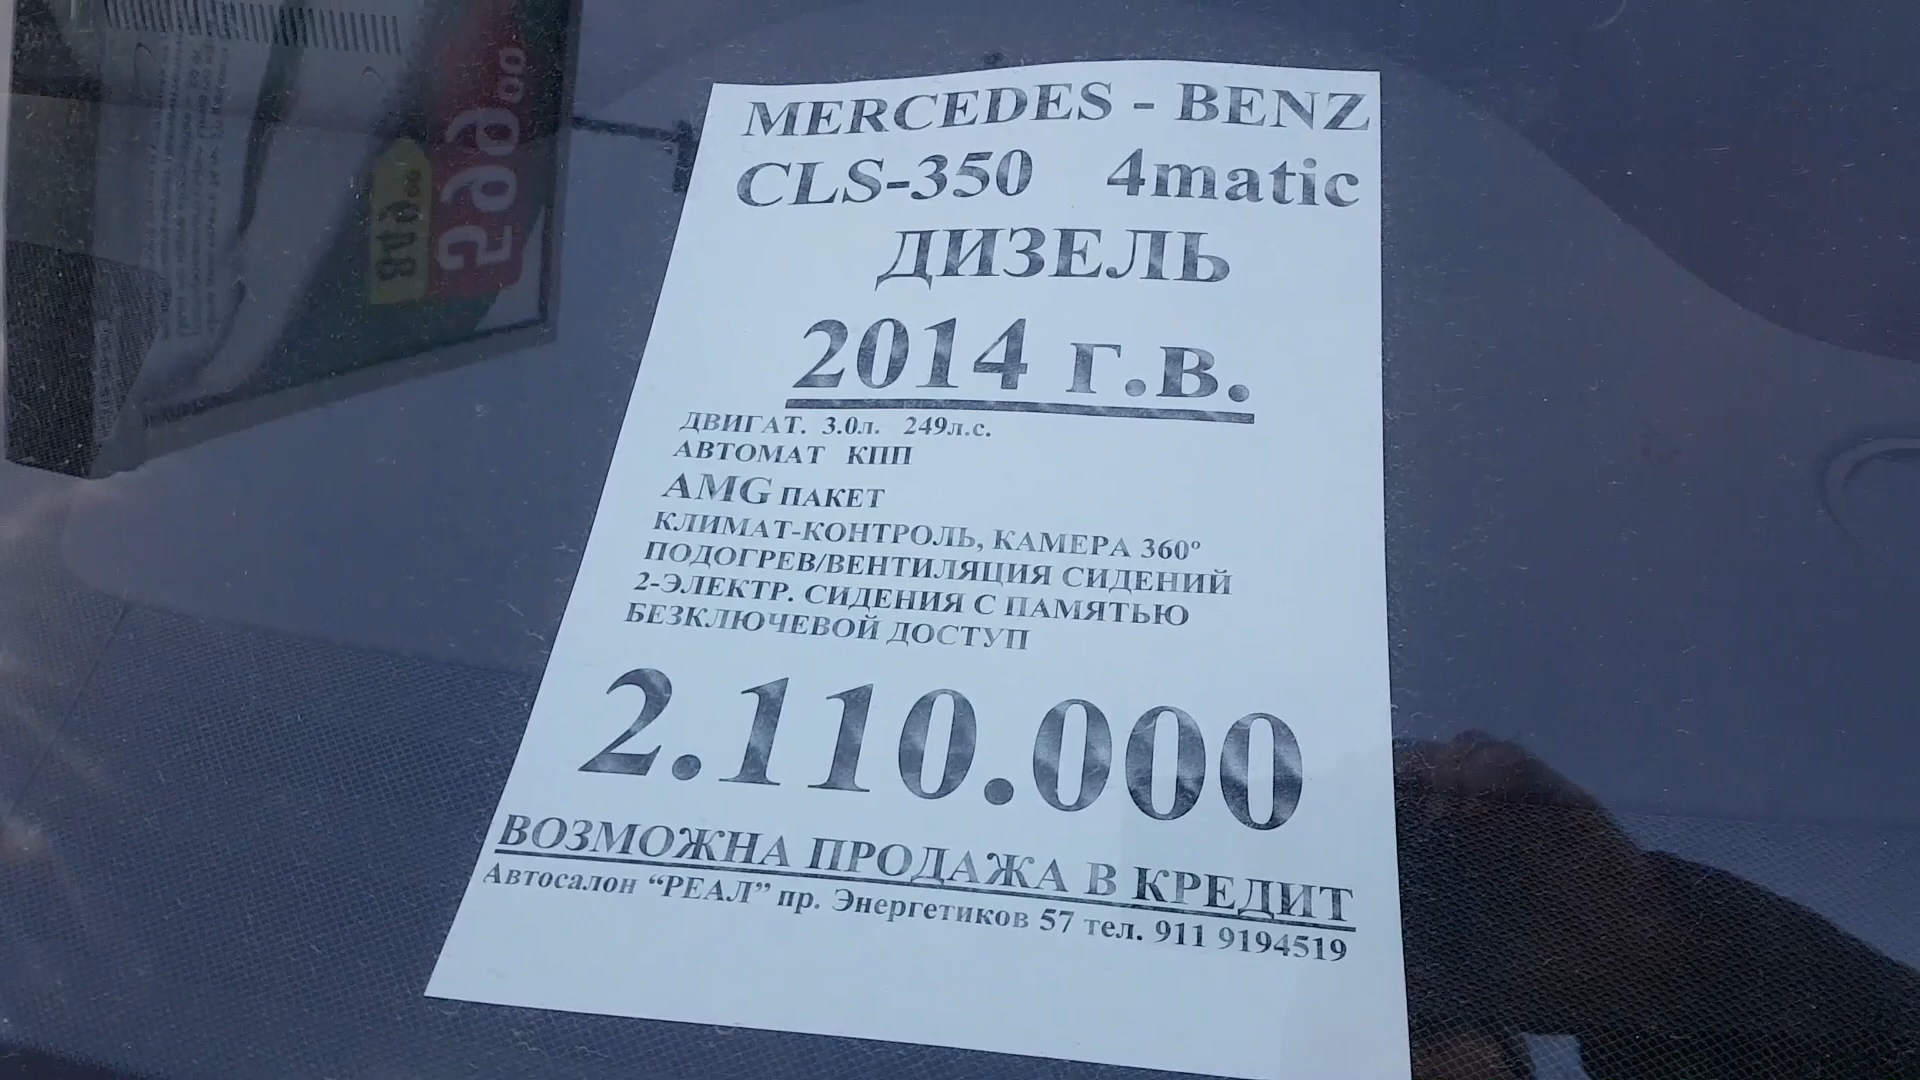 MERCEDES - BENZ
CLS-350 4matic
ДИЗЕЛЬ
2014 г.в.
ДВИГАТ. 3.0л. 249л.с.
АВТОМАТ КПП
AMG ПАКЕТ
КЛИМАТ-КОНТРОЛЬ, КАМЕРА 360º
ПОДОГРЕВ/ВЕНТИЛЯЦИЯ СИДЕНИЙ
2-ЭЛЕКТР. СИДЕНИЯ С ПАМЯТЬЮ
БЕЗКЛЮЧЕВОЙ ДОСТУП
2.110.000
ВОЗМОЖНА ПРОДАЖА В КРЕДИТ
Автосалон “РЕАЛ” пр. Энергетиков 57 тел. 911 9194519